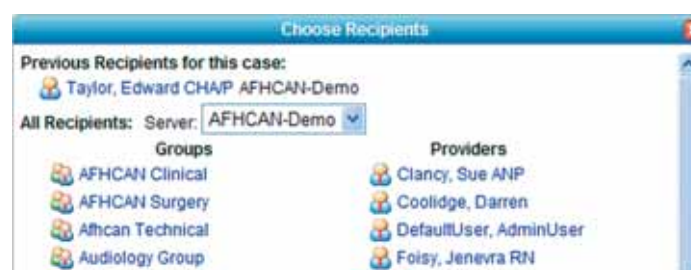 Choose Recipients
Previous Recipients for this case:
Taylor, Edward CHA/P AFHCAN-Demo
All Recipients: Server: AFHCAN-Demo
Groups Providers
AFHCAN Clinical Clancy, Sue ANP
AFHCAN Surgery Coolidge, Darren
Afhcan Technical DefaultUser, AdminUser
Audiology Group Foisy, Jenevra RN